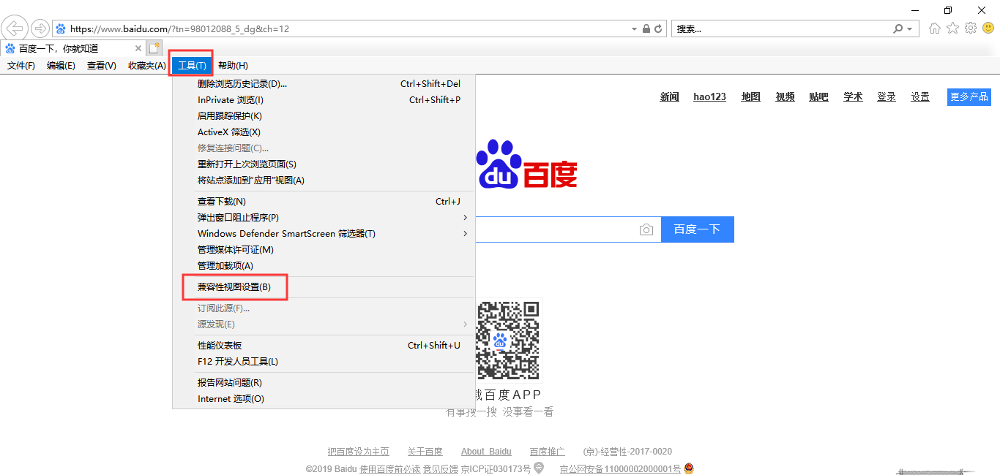 https://www.baidu.com/?tn=98012088_5_dg&ch=12
搜索...
百度一下，你就知道
文件(F) 编辑(E) 查看(V) 收藏夹(A) 工具(T) 帮助(H)
删除浏览历史记录(D)... Ctrl+Shift+Del
InPrivate 浏览(I) Ctrl+Shift+P
启用跟踪保护(K)
ActiveX 筛选(X)
修复连接问题(C)...
重新打开上次浏览页面(S)
将站点添加到“应用”视图(A)
查看下载(N) Ctrl+J
弹出窗口阻止程序(P)
Windows Defender SmartScreen 筛选器(T)
管理媒体许可证(M)
管理加载项(A)
兼容性视图设置(B)
订阅此源(F)...
源发现(E)
性能仪表板 Ctrl+Shift+U
F12 开发人员工具(L)
报告网站问题(R)
Internet 选项(O)
新闻 hao123 地图 视频 贴吧 学术 登录 设置 更多产品
du 百度
百度一下
载百度APP
有事搜一搜 没事看一看
把百度设为主页 关于百度 About Baidu 百度推广 (京)-经营性-2017-0020
©2019 Baidu 使用百度前必读 意见反馈 京ICP证030173号 京公网安备11000002000001号